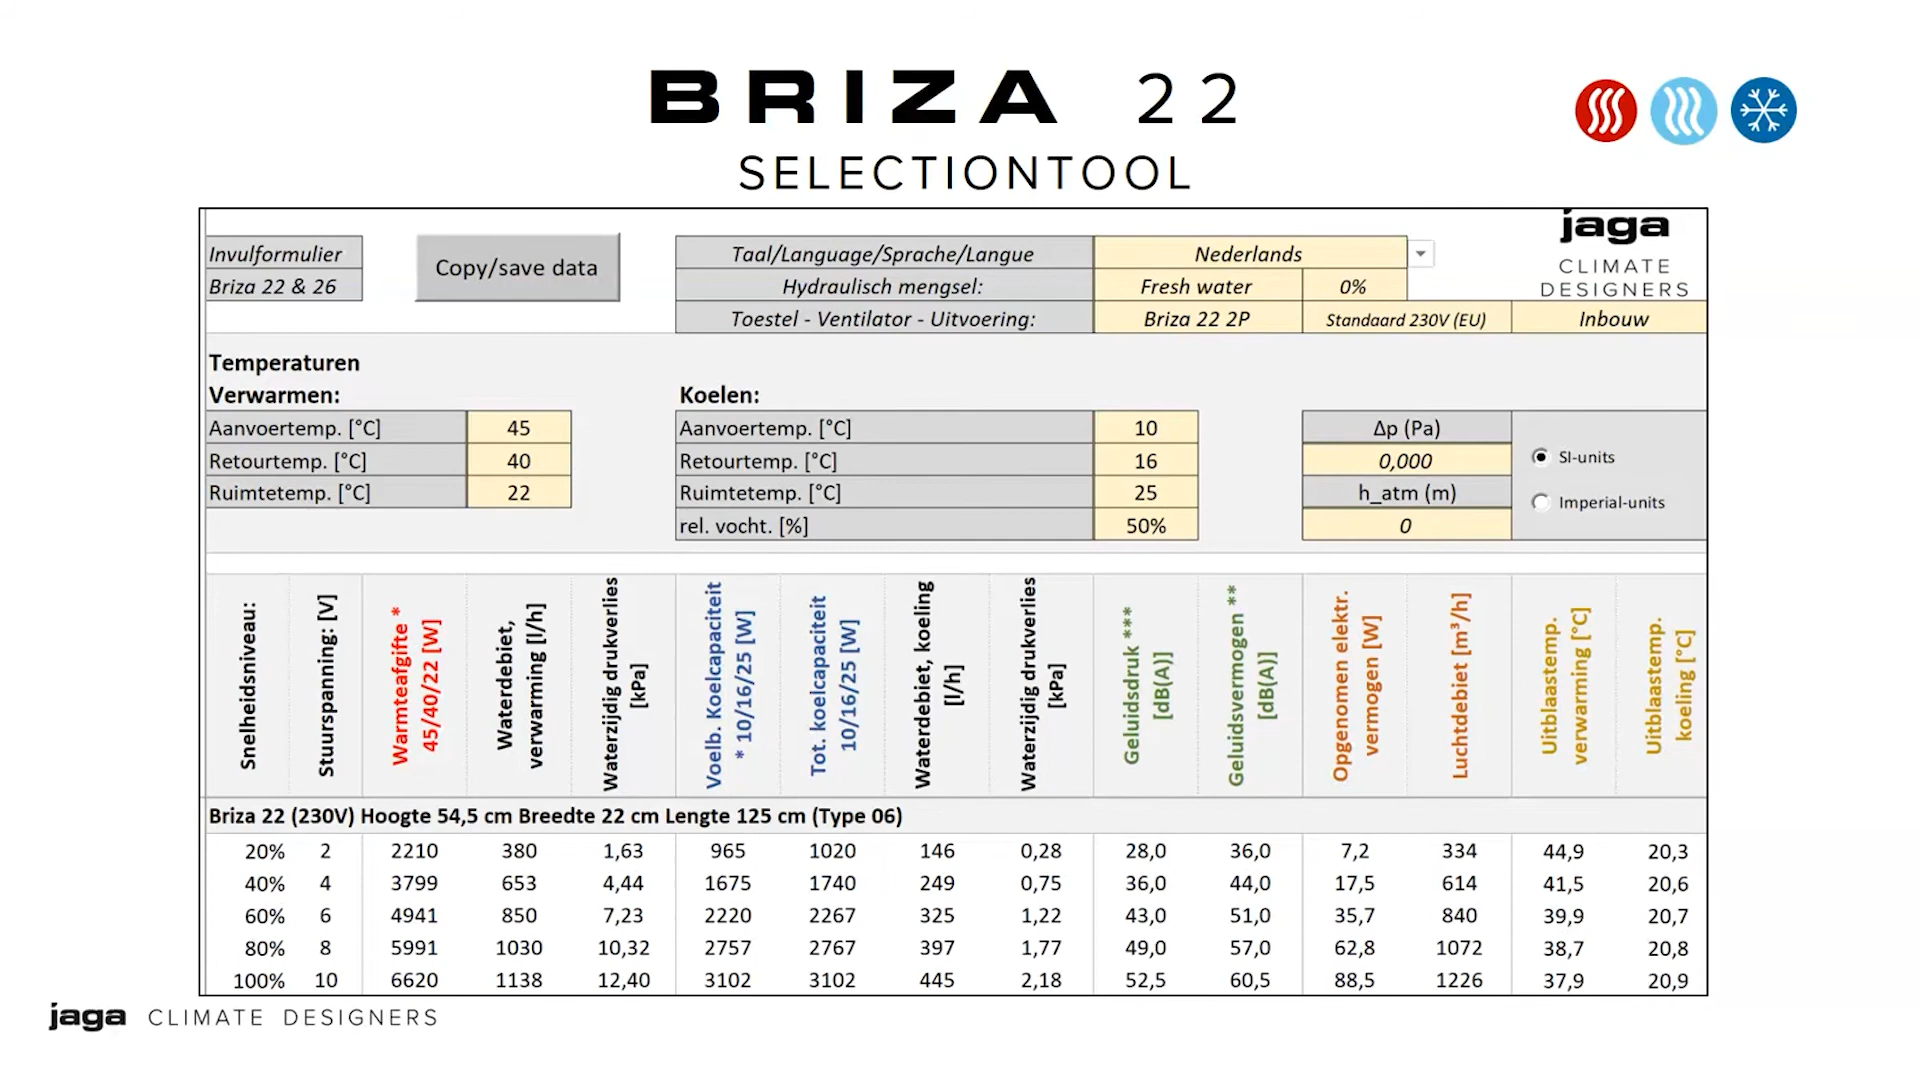 BRIZA 22
SELECTIONTOOL
jaga
CLIMATE
DESIGNERS
Invulformulier
Briza 22 & 26
Copy/save data
Taal/Language/Sprache/Langue Nederlands
Hydraulisch mengsel: Fresh water 0%
Toestel - Ventilator - Uitvoering: Briza 22 2P Standaard 230V (EU) Inbouw
Temperaturen
Verwarmen:
Aanvoertemp. [°C] 45
Retourtemp. [°C] 40
Ruimtetemp. [°C] 22
Koelen:
Aanvoertemp. [°C] 10
Retourtemp. [°C] 16
Ruimtetemp. [°C] 25
rel. vocht. [%] 50%
Δp (Pa)
0,000
h_atm (m)
0
SI-units
Imperial-units
Snelheidsniveau:
Stuurspanning: [V]
Warmteafgifte *
45/40/22 [W]
Waterdebiet,
verwarming [l/h]
Waterzijdig drukverlies
[kPa]
Voelb. Koelcapaciteit
* 10/16/25 [W]
Tot. koelcapaciteit
10/16/25 [W]
Waterdebiet, koeling
[l/h]
Waterzijdig drukverlies
[kPa]
Geluidsdruk ***
[dB(A)]
Geluidsvermogen **
[dB(A)]
Opgenomen elektr.
vermogen [W]
Luchtdebiet [m³/h]
Uitblaastemp.
verwarming [°C]
Uitblaastemp.
koeling [°C]
Briza 22 (230V) Hoogte 54,5 cm Breedte 22 cm Lengte 125 cm (Type 06)
20% 2 2210 380 1,63 965 1020 146 0,28 28,0 36,0 7,2 334 44,9 20,3
40% 4 3799 653 4,44 1675 1740 249 0,75 36,0 44,0 17,5 614 41,5 20,6
60% 6 4941 850 7,23 2220 2267 325 1,22 43,0 51,0 35,7 840 39,9 20,7
80% 8 5991 1030 10,32 2757 2767 397 1,77 49,0 57,0 62,8 1072 38,7 20,8
100% 10 6620 1138 12,40 3102 3102 445 2,18 52,5 60,5 88,5 1226 37,9 20,9
jaga CLIMATE DESIGNERS